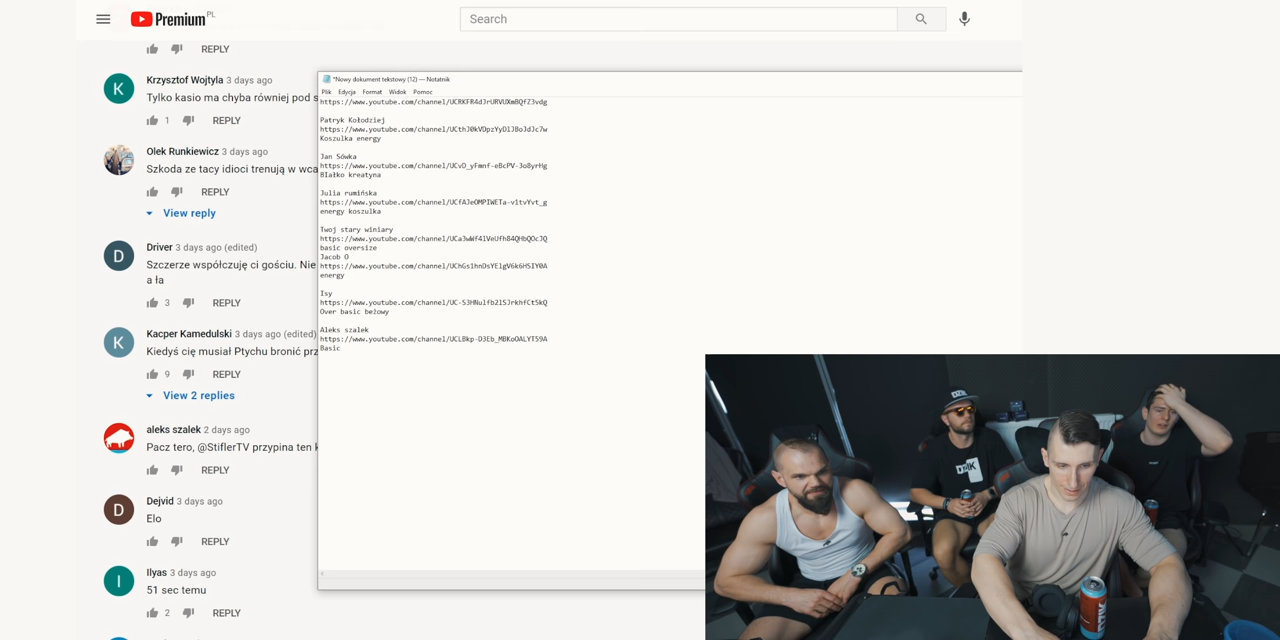 Premium PL
Search
REPLY
Krzysztof Wojtyla 3 days ago
Tylko kasio ma chyba równiej pod s
1 REPLY
Olek Runkiewicz 3 days ago
Szkoda ze tacy idioci trenują w wca
REPLY
View reply
Driver 3 days ago (edited)
Szczerze współczuję ci gościu. Nie
a ła
3 REPLY
Kacper Kamedulski 3 days ago (edited)
Kiedyś cię musiał Ptychu bronić prz
9 REPLY
View 2 replies
aleks szalek 2 days ago
Pacz tero, @StiflerTV przypina ten k
REPLY
Dejvid 3 days ago
Elo
REPLY
Ilyas 3 days ago
51 sec temu
2 REPLY
*Nowy dokument tekstowy (12) — Notatnik
Plik Edycja Format Widok Pomoc
https://www.youtube.com/channel/UCRKFR4dJrURVUXmBQfZ3vdg
Patryk Kołodziej
https://www.youtube.com/channel/UCthJ0kVDpzYyDlJBoJdJc7w
Koszulka energy
Jan Sówka
https://www.youtube.com/channel/UCvD_yFmnf-eBcPV-3o8yrHg
BIałko kreatyna
Julia rumińska
https://www.youtube.com/channel/UCfAJeOMPIWETa-v1tvYvt_g
energy koszulka
Twoj stary winiary
https://www.youtube.com/channel/UCa3wWf41VeUfh84QHbQOcJQ
basic oversize
Jacob O
https://www.youtube.com/channel/UChGs1hnDsYElgV6k6HSIY0A
energy
Isy
https://www.youtube.com/channel/UC-S3HNulfb2lSJrkhfCt5kQ
Over basic beżowy
Aleks szalek
https://www.youtube.com/channel/UCLBkp-D3Eb_MBKoOALYT59A
Basic